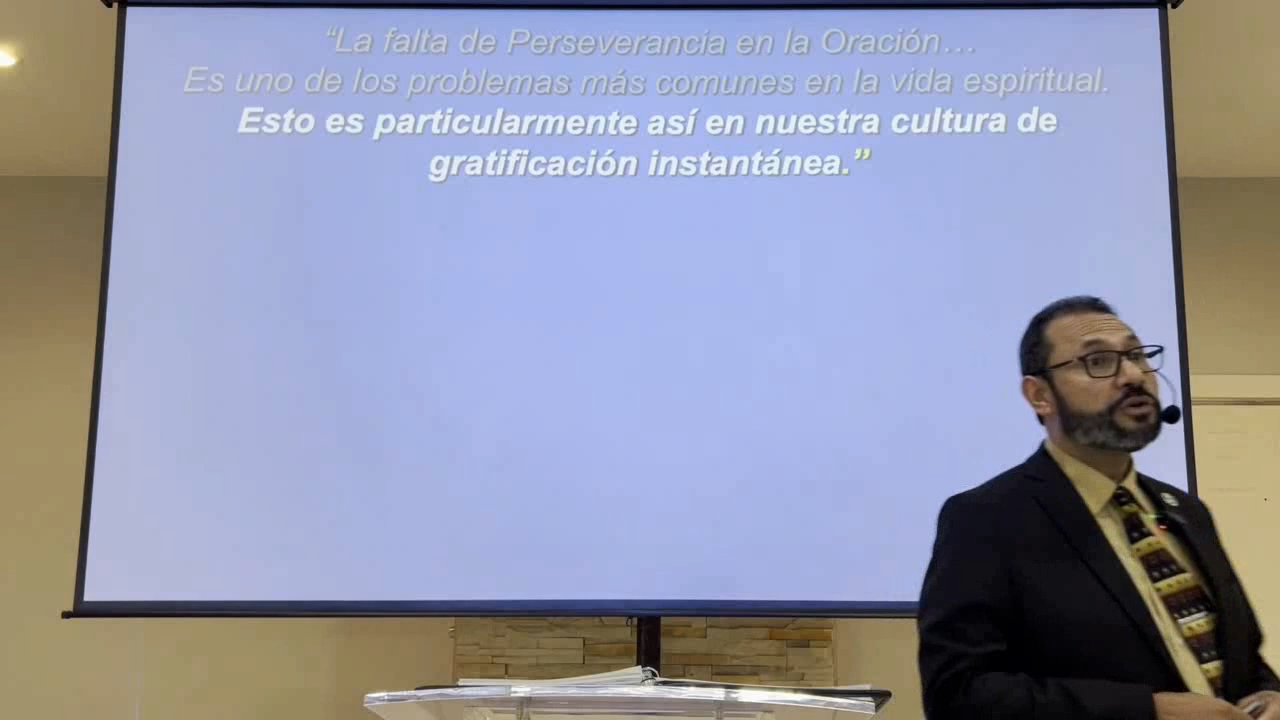 “La falta de Perseverancia en la Oración…
Es uno de los problemas más comunes en la vida espiritual.
Esto es particularmente así en nuestra cultura de
gratificación instantánea.”